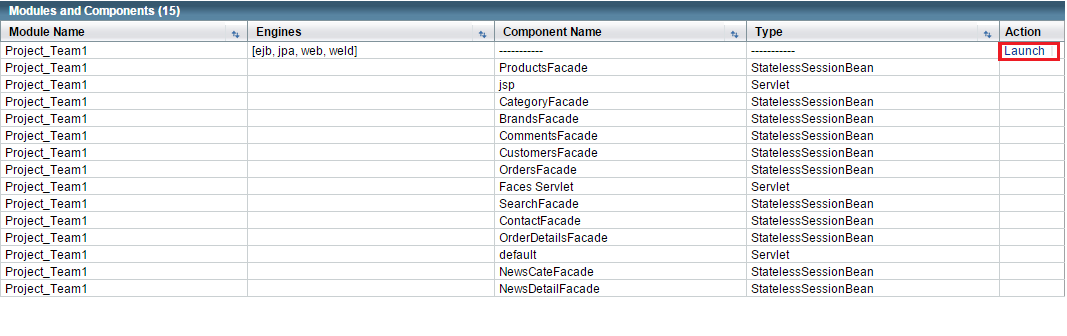 Modules and Components (15)
Module Name Engines Component Name Type Action
Project_Team1 [ejb, jpa, web, weld] ----------- ----------- Launch
Project_Team1 ProductsFacade StatelessSessionBean
Project_Team1 jsp Servlet
Project_Team1 CategoryFacade StatelessSessionBean
Project_Team1 BrandsFacade StatelessSessionBean
Project_Team1 CommentsFacade StatelessSessionBean
Project_Team1 CustomersFacade StatelessSessionBean
Project_Team1 OrdersFacade StatelessSessionBean
Project_Team1 Faces Servlet Servlet
Project_Team1 SearchFacade StatelessSessionBean
Project_Team1 ContactFacade StatelessSessionBean
Project_Team1 OrderDetailsFacade StatelessSessionBean
Project_Team1 default Servlet
Project_Team1 NewsCateFacade StatelessSessionBean
Project_Team1 NewsDetailFacade StatelessSessionBean